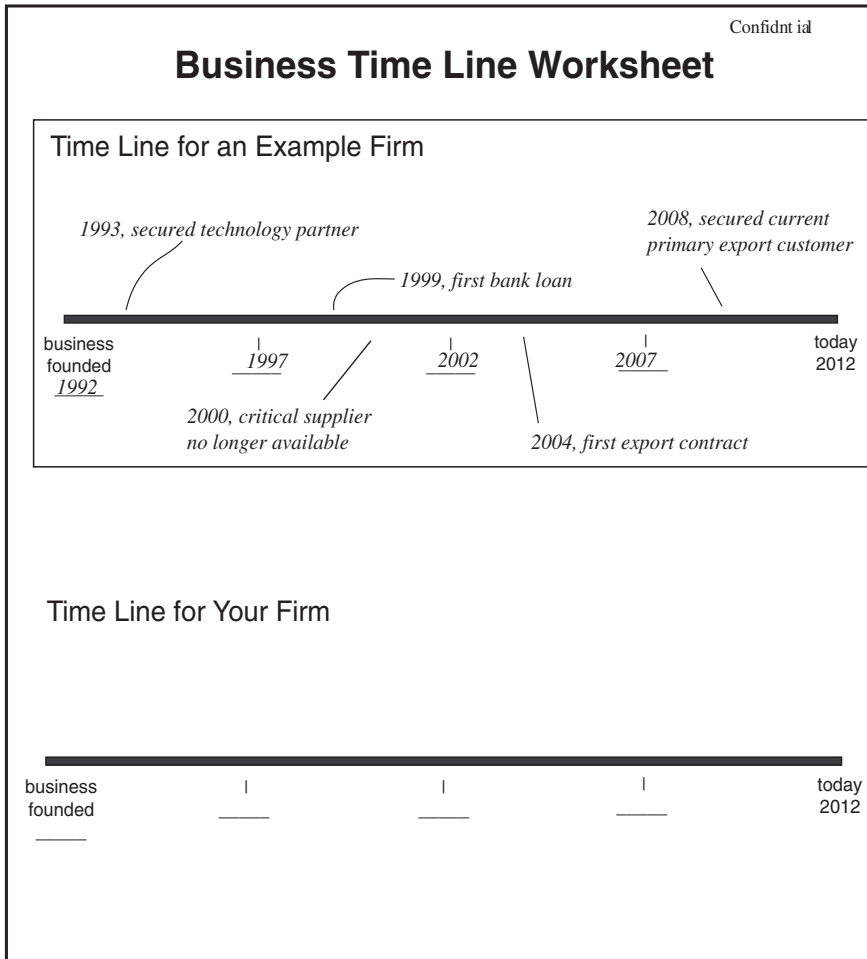 Confidnt ial
Business Time Line Worksheet
Time Line for an Example Firm
1993, secured technology partner
2008, secured current
primary export customer
1999, first bank loan
business
founded
1992
1997
2002
2007
today
2012
2000, critical supplier
no longer available
2004, first export contract
Time Line for Your Firm
business
founded
today
2012